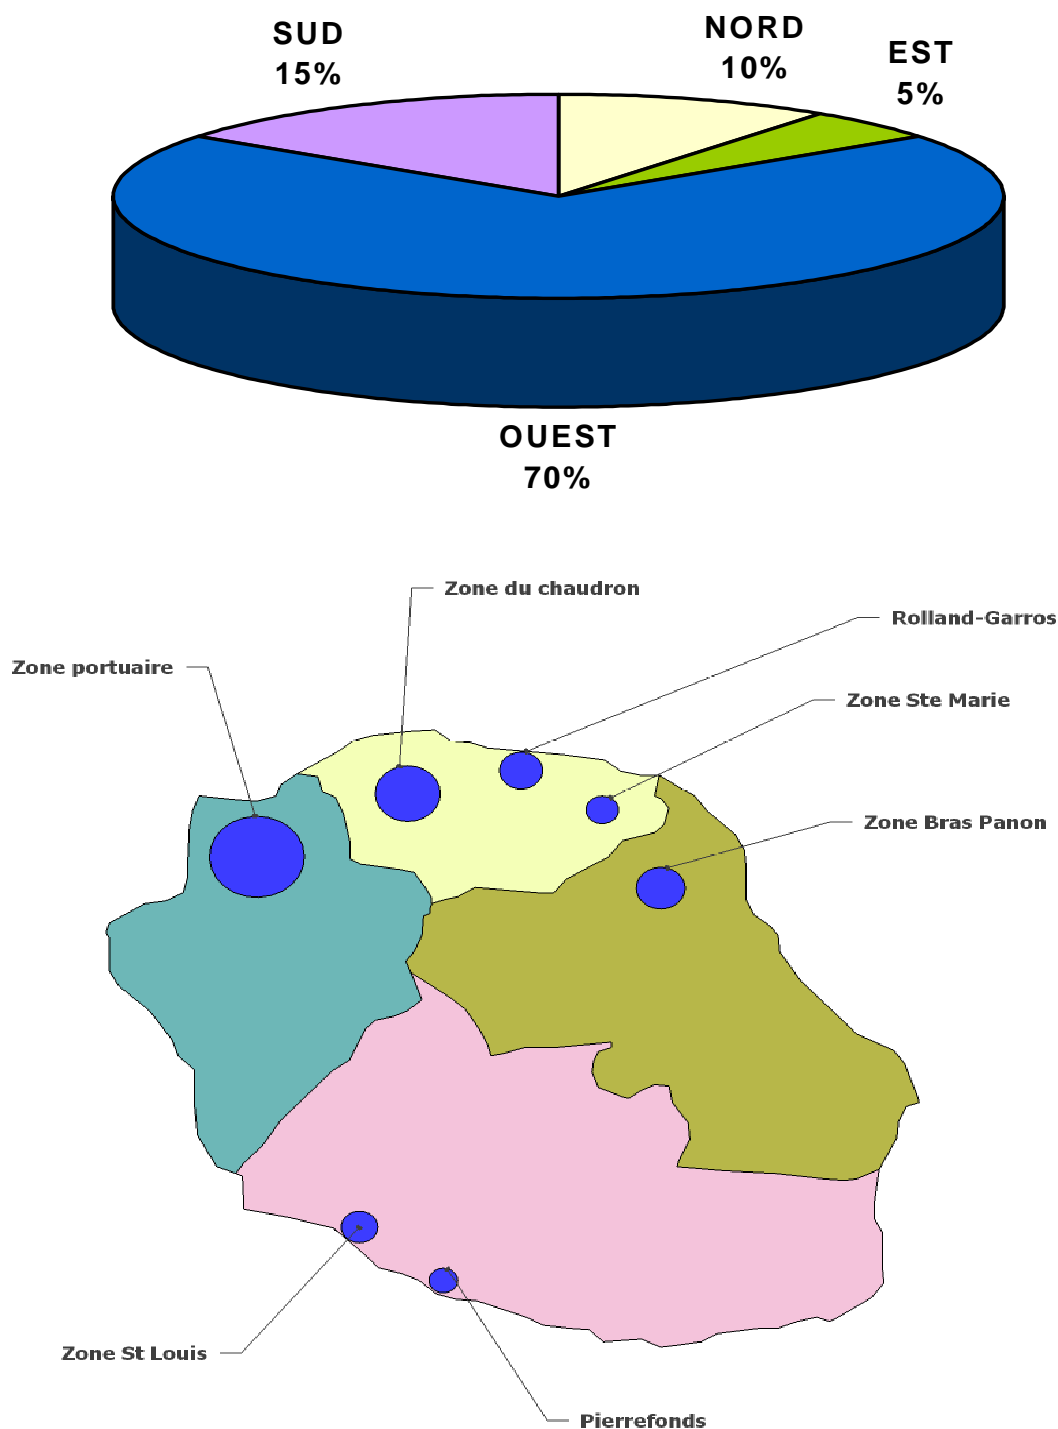 SUD
15%
NORD
10%
EST
5%
OUEST
70%
Zone du chaudron
Rolland-Garros
Zone portuaire
Zone Ste Marie
Zone Bras Panon
Zone St Louis
Pierrefonds